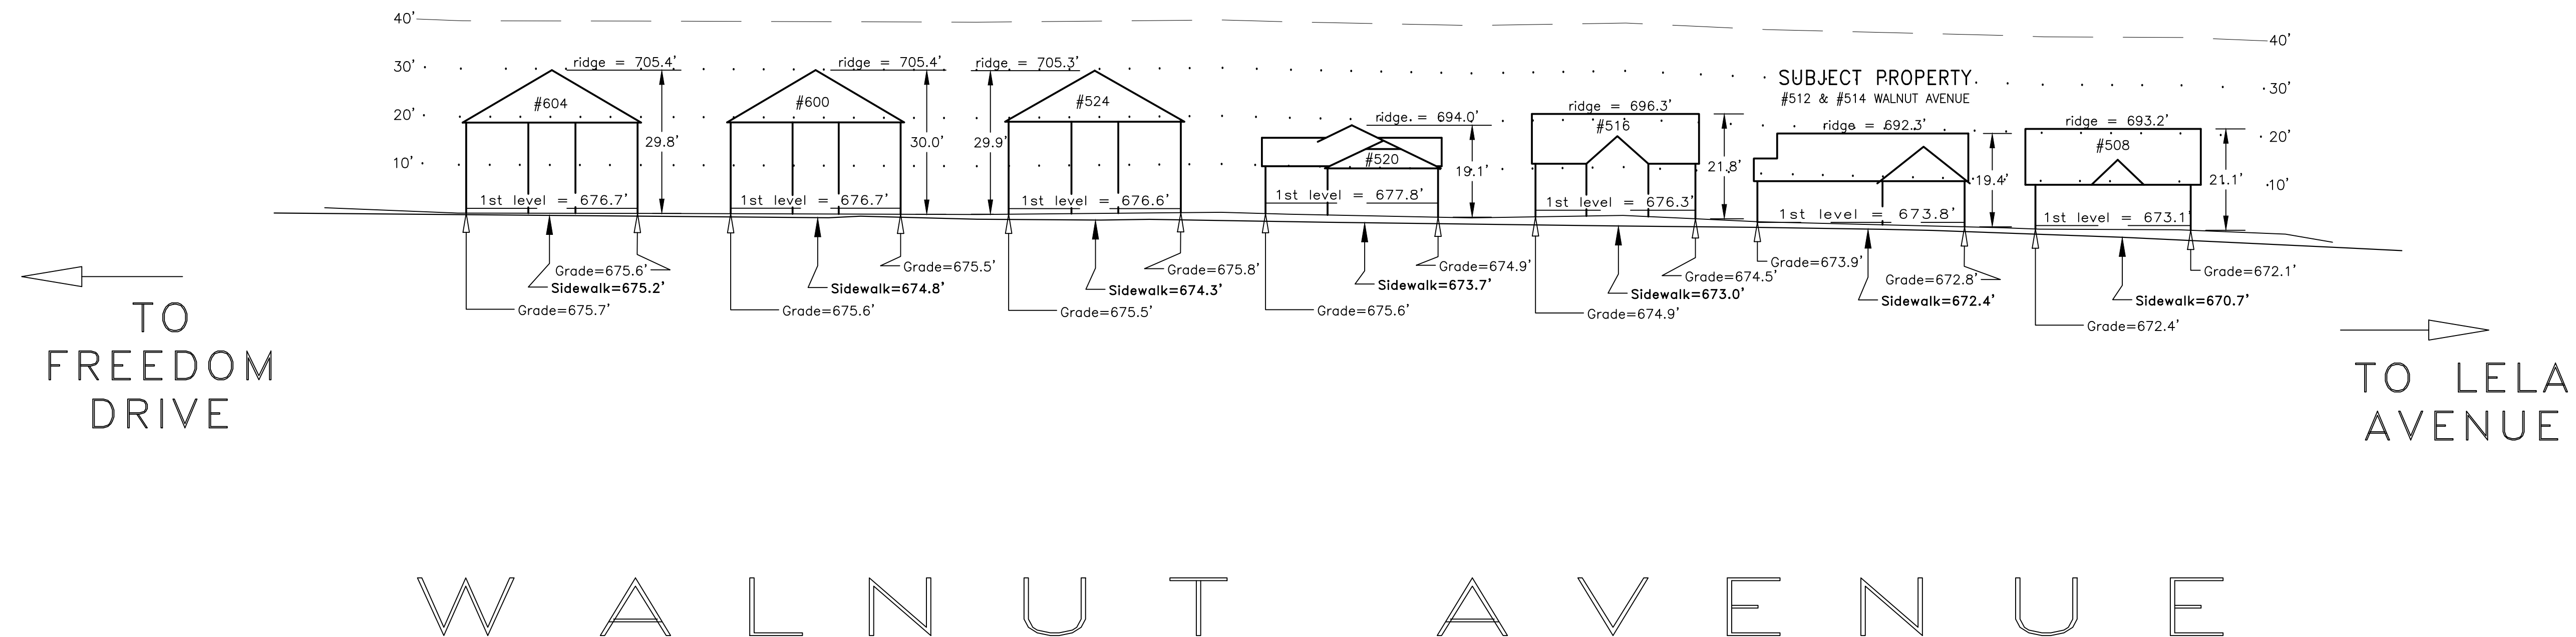 40'
30'
20'
10'
ridge = 705.4'
#604
29.8'
1st level = 676.7'
Grade=675.6'
Sidewalk=675.2'
Grade=675.7'
ridge = 705.4'
#600
30.0'
1st level = 676.7'
Grade=675.5'
Sidewalk=674.8'
Grade=675.6'
ridge = 705.3'
#524
29.9'
1st level = 676.6'
Grade=675.8'
Sidewalk=674.3'
Grade=675.5'
ridge = 694.0'
#520
19.1'
1st level = 677.8'
Grade=674.9'
Sidewalk=673.7'
Grade=675.6'
ridge = 696.3'
#516
21.8'
1st level = 676.3'
Grade=674.5'
Sidewalk=673.0'
Grade=674.9'
SUBJECT PROPERTY
#512 & #514 WALNUT AVENUE
ridge = 692.3'
19.4'
1st level = 673.8'
Grade=673.9'
Grade=672.8'
Sidewalk=672.4'
ridge = 693.2'
#508
21.1'
1st level = 673.1'
Grade=672.1'
Sidewalk=670.7'
Grade=672.4'
40'
30'
20'
10'
TO
FREEDOM
DRIVE
TO LELA
AVENUE
WALNUT AVENUE